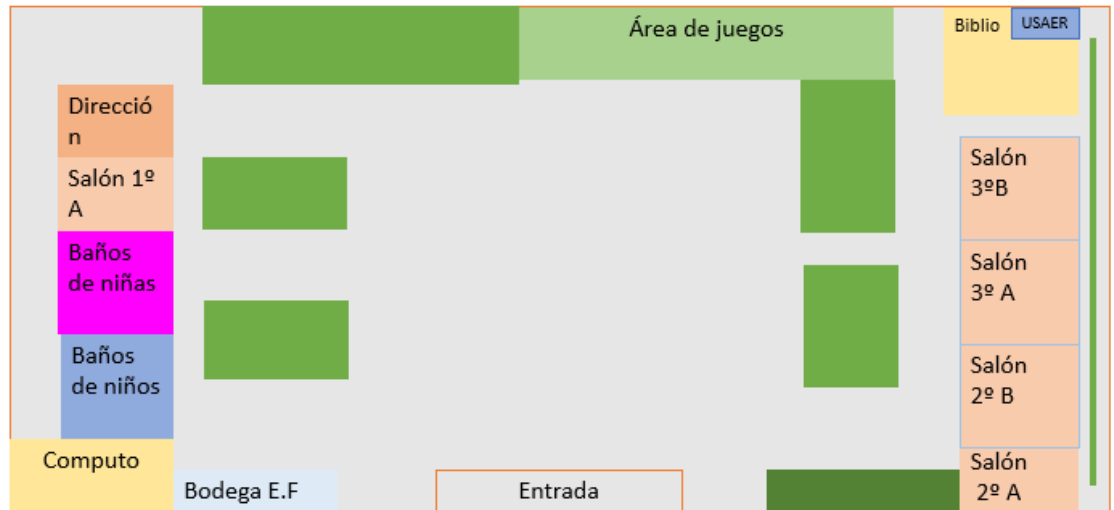 Área de juegos
Biblio
USAER
Direcció
n
Salón 1º
A
Baños
de niñas
Baños
de niños
Computo
Bodega E.F
Entrada
Salón
3ºB
Salón
3º A
Salón
2º B
Salón
2º A